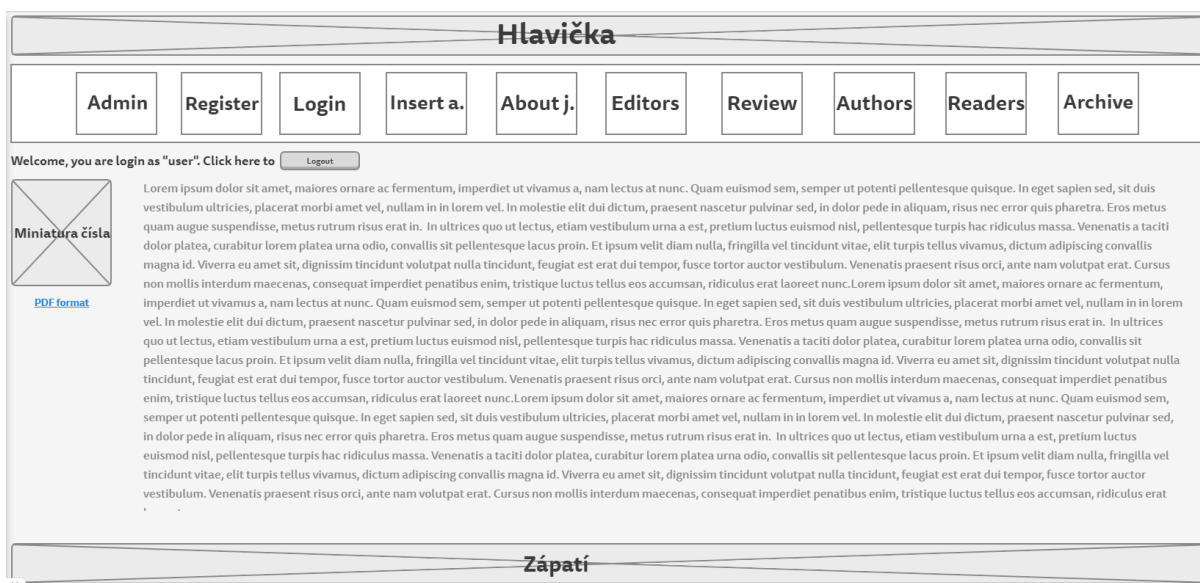 Hlavička
Admin Register Login Insert a. About j. Editors Review Authors Readers Archive
Welcome, you are login as "user". Click here to Logout
Miniatura čísla
PDF format
Lorem ipsum dolor sit amet, maiores ornare ac fermentum, imperdiet ut vivamus a, nam lectus at nunc. Quam euismod sem, semper ut potenti pellentesque quisque. In eget sapien sed, sit duis
vestibulum ultricies, placerat morbi amet vel, nullam in in lorem vel. In molestie elit dui dictum, praesent nascetur pulvinar sed, in dolor pede in aliquam, risus nec error quis pharetra. Eros metus
quam augue suspendisse, metus rutrum risus erat in.  In ultrices quo ut lectus, etiam vestibulum urna a est, pretium luctus euismod nisl, pellentesque turpis hac ridiculus massa. Venenatis a taciti
dolor platea, curabitur lorem platea urna odio, convallis sit pellentesque lacus proin. Et ipsum velit diam nulla, fringilla vel tincidunt vitae, elit turpis tellus vivamus, dictum adipiscing convallis
magna id. Viverra eu amet sit, dignissim tincidunt volutpat nulla tincidunt, feugiat est erat dui tempor, fusce tortor auctor vestibulum. Venenatis praesent risus orci, ante nam volutpat erat. Cursus
non mollis interdum maecenas, consequat imperdiet penatibus enim, tristique luctus tellus eos accumsan, ridiculus erat laoreet nunc.Lorem ipsum dolor sit amet, maiores ornare ac fermentum,
imperdiet ut vivamus a, nam lectus at nunc. Quam euismod sem, semper ut potenti pellentesque quisque. In eget sapien sed, sit duis vestibulum ultricies, placerat morbi amet vel, nullam in in lorem
vel. In molestie elit dui dictum, praesent nascetur pulvinar sed, in dolor pede in aliquam, risus nec error quis pharetra. Eros metus quam augue suspendisse, metus rutrum risus erat in.  In ultrices
quo ut lectus, etiam vestibulum urna a est, pretium luctus euismod nisl, pellentesque turpis hac ridiculus massa. Venenatis a taciti dolor platea, curabitur lorem platea urna odio, convallis sit
pellentesque lacus proin. Et ipsum velit diam nulla, fringilla vel tincidunt vitae, elit turpis tellus vivamus, dictum adipiscing convallis magna id. Viverra eu amet sit, dignissim tincidunt volutpat nulla
tincidunt, feugiat est erat dui tempor, fusce tortor auctor vestibulum. Venenatis praesent risus orci, ante nam volutpat erat. Cursus non mollis interdum maecenas, consequat imperdiet penatibus
enim, tristique luctus tellus eos accumsan, ridiculus erat laoreet nunc.Lorem ipsum dolor sit amet, maiores ornare ac fermentum, imperdiet ut vivamus a, nam lectus at nunc. Quam euismod sem,
semper ut potenti pellentesque quisque. In eget sapien sed, sit duis vestibulum ultricies, placerat morbi amet vel, nullam in in lorem vel. In molestie elit dui dictum, praesent nascetur pulvinar sed,
in dolor pede in aliquam, risus nec error quis pharetra. Eros metus quam augue suspendisse, metus rutrum risus erat in.  In ultrices quo ut lectus, etiam vestibulum urna a est, pretium luctus
euismod nisl, pellentesque turpis hac ridiculus massa. Venenatis a taciti dolor platea, curabitur lorem platea urna odio, convallis sit pellentesque lacus proin. Et ipsum velit diam nulla, fringilla vel
tincidunt vitae, elit turpis tellus vivamus, dictum adipiscing convallis magna id. Viverra eu amet sit, dignissim tincidunt volutpat nulla tincidunt, feugiat est erat dui tempor, fusce tortor auctor
vestibulum. Venenatis praesent risus orci, ante nam volutpat erat. Cursus non mollis interdum maecenas, consequat imperdiet penatibus enim, tristique luctus tellus eos accumsan, ridiculus erat
Zápatí